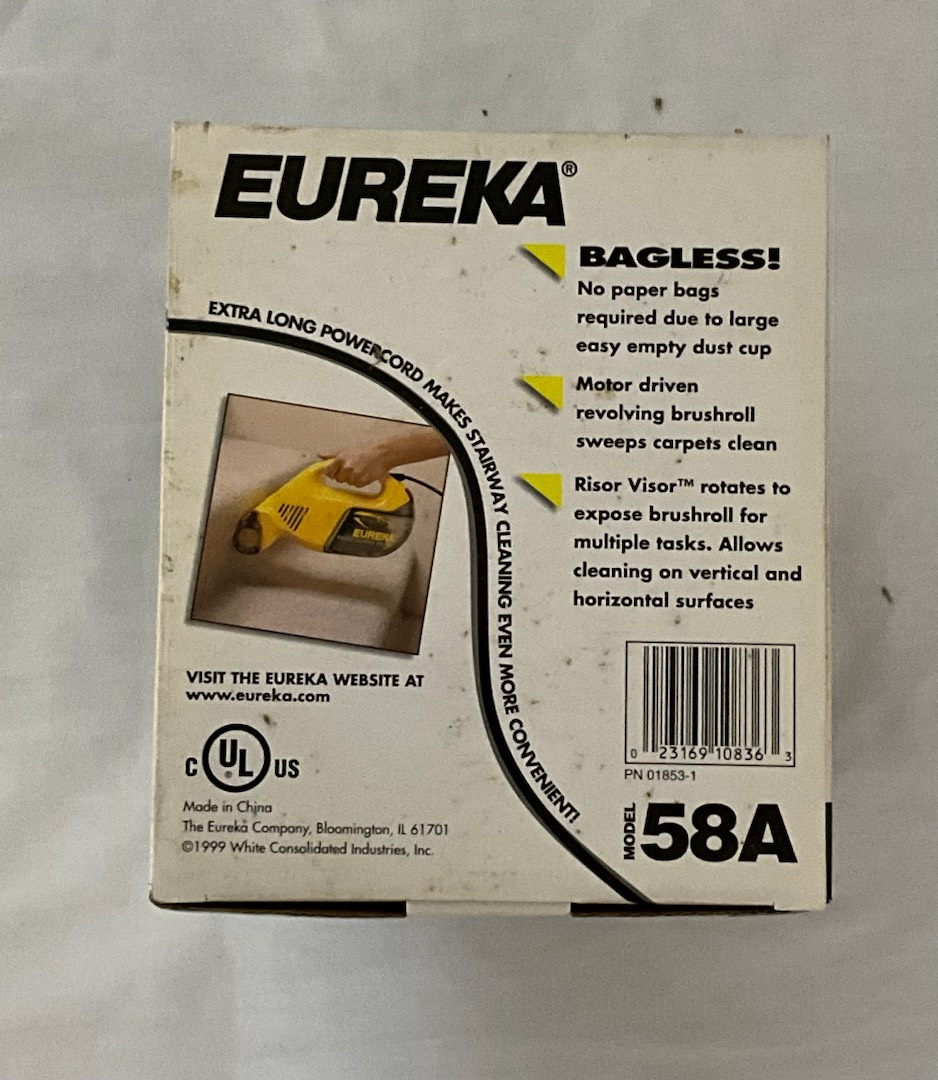 EUREKA®
BAGLESS!
No paper bags
required due to large
easy empty dust cup
Motor driven
revolving brushroll
sweeps carpets clean
Risor Visor™ rotates to
expose brushroll for
multiple tasks. Allows
cleaning on vertical and
horizontal surfaces
EXTRA LONG POWERCORD MAKES STAIRWAY CLEANING EVEN MORE CONVENIENT!
EUREKA
VISIT THE EUREKA WEBSITE AT
www.eureka.com
C UL® US
Made in China
The Eureka Company, Bloomington, IL 61701
©1999 White Consolidated Industries, Inc.
0 23169 10836 3
PN 01853-1
MODEL 58A